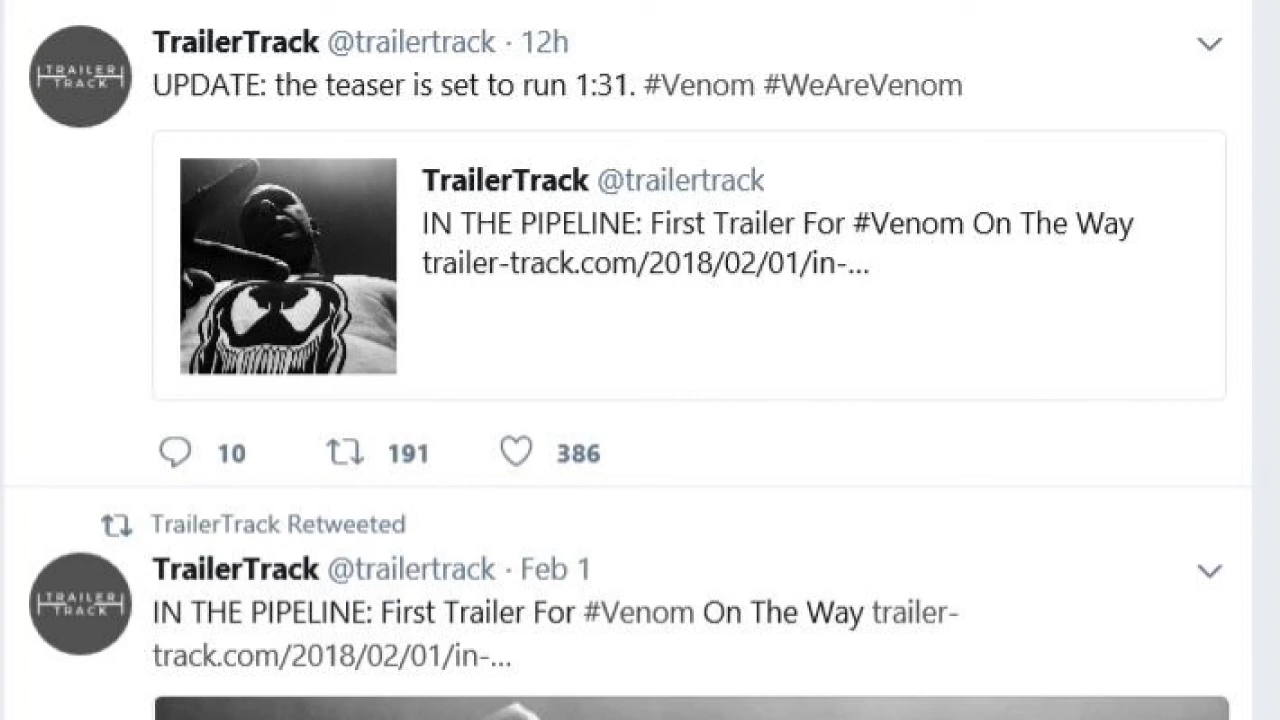 TrailerTrack @trailertrack · 12h
TRAILER
TRACK
UPDATE: the teaser is set to run 1:31. #Venom #WeAreVenom
TrailerTrack @trailertrack
IN THE PIPELINE: First Trailer For #Venom On The Way
trailer-track.com/2018/02/01/in-...
10 191 386
TrailerTrack Retweeted
TrailerTrack @trailertrack · Feb 1
TRAILER
TRACK
IN THE PIPELINE: First Trailer For #Venom On The Way trailer-
track.com/2018/02/01/in-...